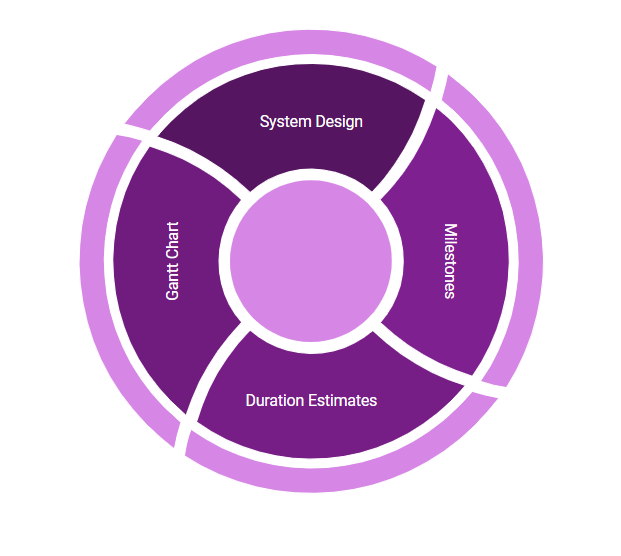 System Design
Milestones
Duration Estimates
Gantt Chart